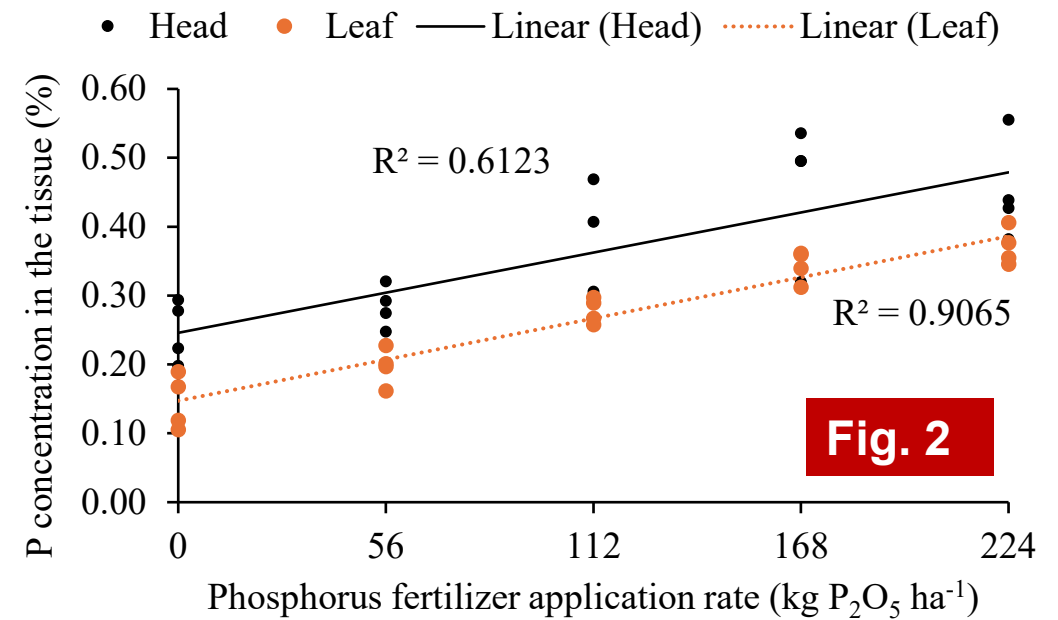 Head Leaf Linear (Head) Linear (Leaf)
P concentration in the tissue (%)
0.60
0.50
0.40
0.30
0.20
0.10
0.00
R² = 0.6123
R² = 0.9065
Fig. 2
0 56 112 168 224
Phosphorus fertilizer application rate (kg P₂O₅ ha⁻¹)